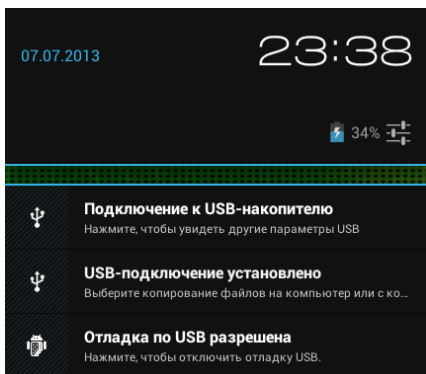 07.07.2013
23:38
34%
Подключение к USB-накопителю
Нажмите, чтобы увидеть другие параметры USB
USB-подключение установлено
Выберите копирование файлов на компьютер или с ко...
Отладка по USB разрешена
Нажмите, чтобы отключить отладку USB.